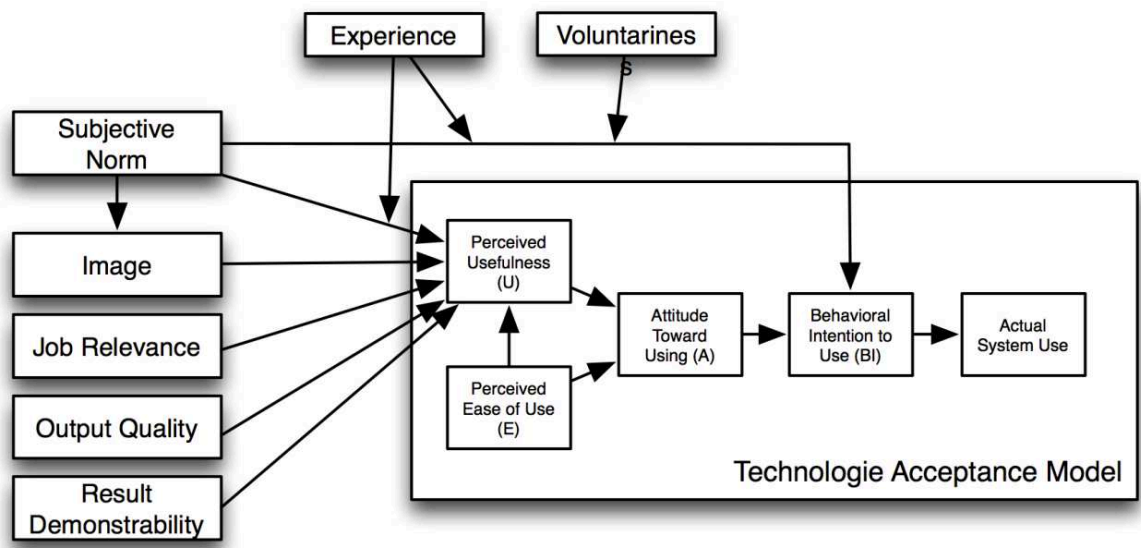 Experience
Voluntarines
s
Subjective
Norm
Image
Job Relevance
Output Quality
Result
Demonstrability
Perceived
Usefulness
(U)
Perceived
Ease of Use
(E)
Attitude
Toward
Using (A)
Behavioral
Intention to
Use (BI)
Actual
System Use
Technologie Acceptance Model